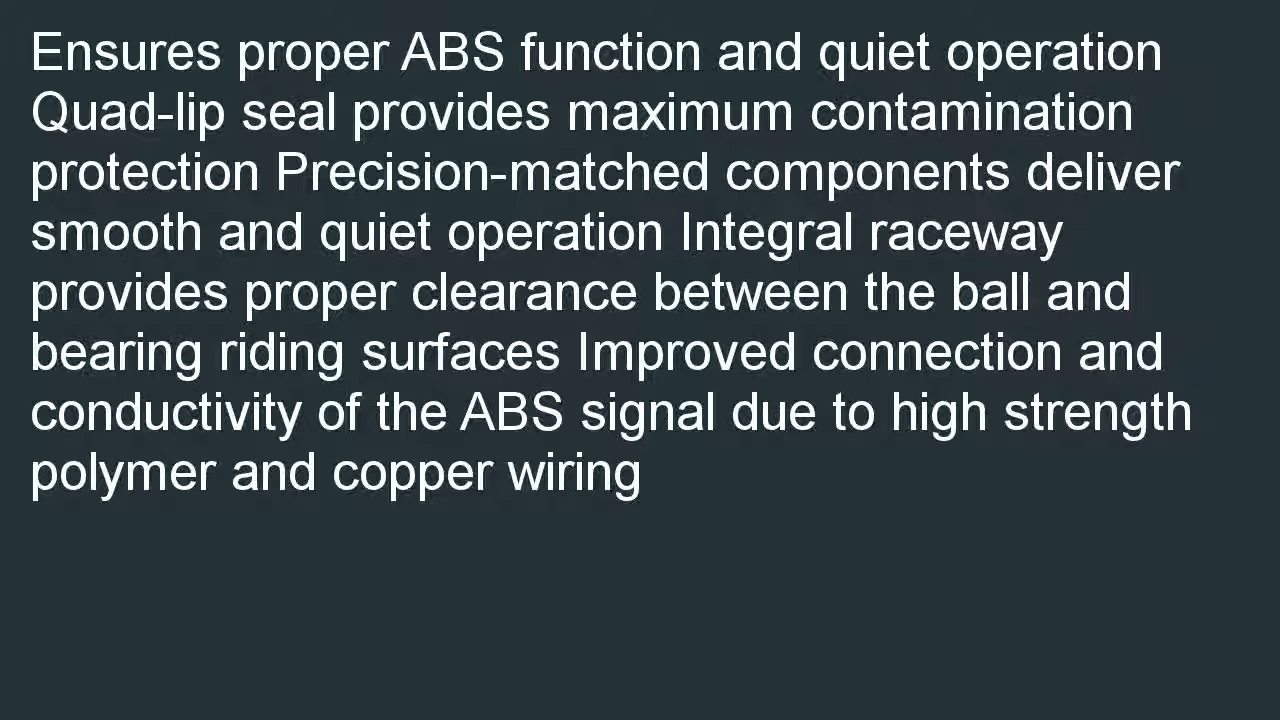 Ensures proper ABS function and quiet operation
Quad-lip seal provides maximum contamination
protection Precision-matched components deliver
smooth and quiet operation Integral raceway
provides proper clearance between the ball and
bearing riding surfaces Improved connection and
conductivity of the ABS signal due to high strength
polymer and copper wiring